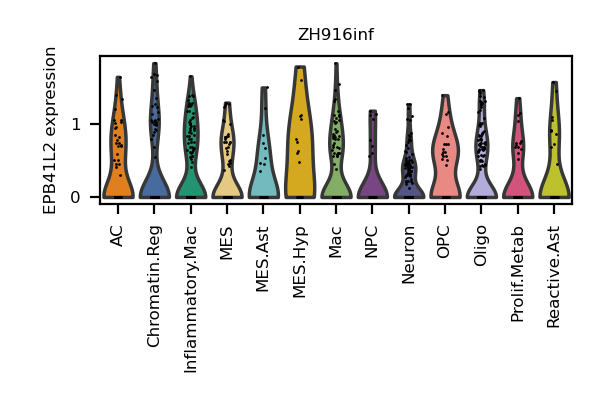 ZH916inf
EPB41L2 expression
1
0
AC
Chromatin.Reg
Inflammatory.Mac
MES
MES.Ast
MES.Hyp
Mac
NPC
Neuron
OPC
Oligo
Prolif.Metab
Reactive.Ast